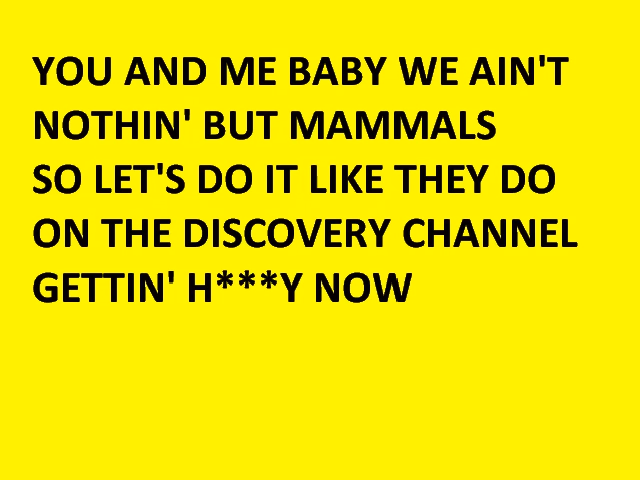 YOU AND ME BABY WE AIN'T
NOTHIN' BUT MAMMALS
SO LET'S DO IT LIKE THEY DO
ON THE DISCOVERY CHANNEL
GETTIN' H***Y NOW